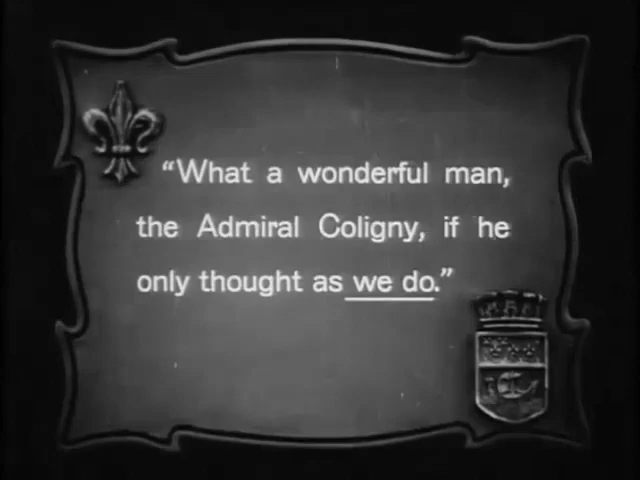 “What a wonderful man,
the Admiral Coligny, if he
only thought as we do.”